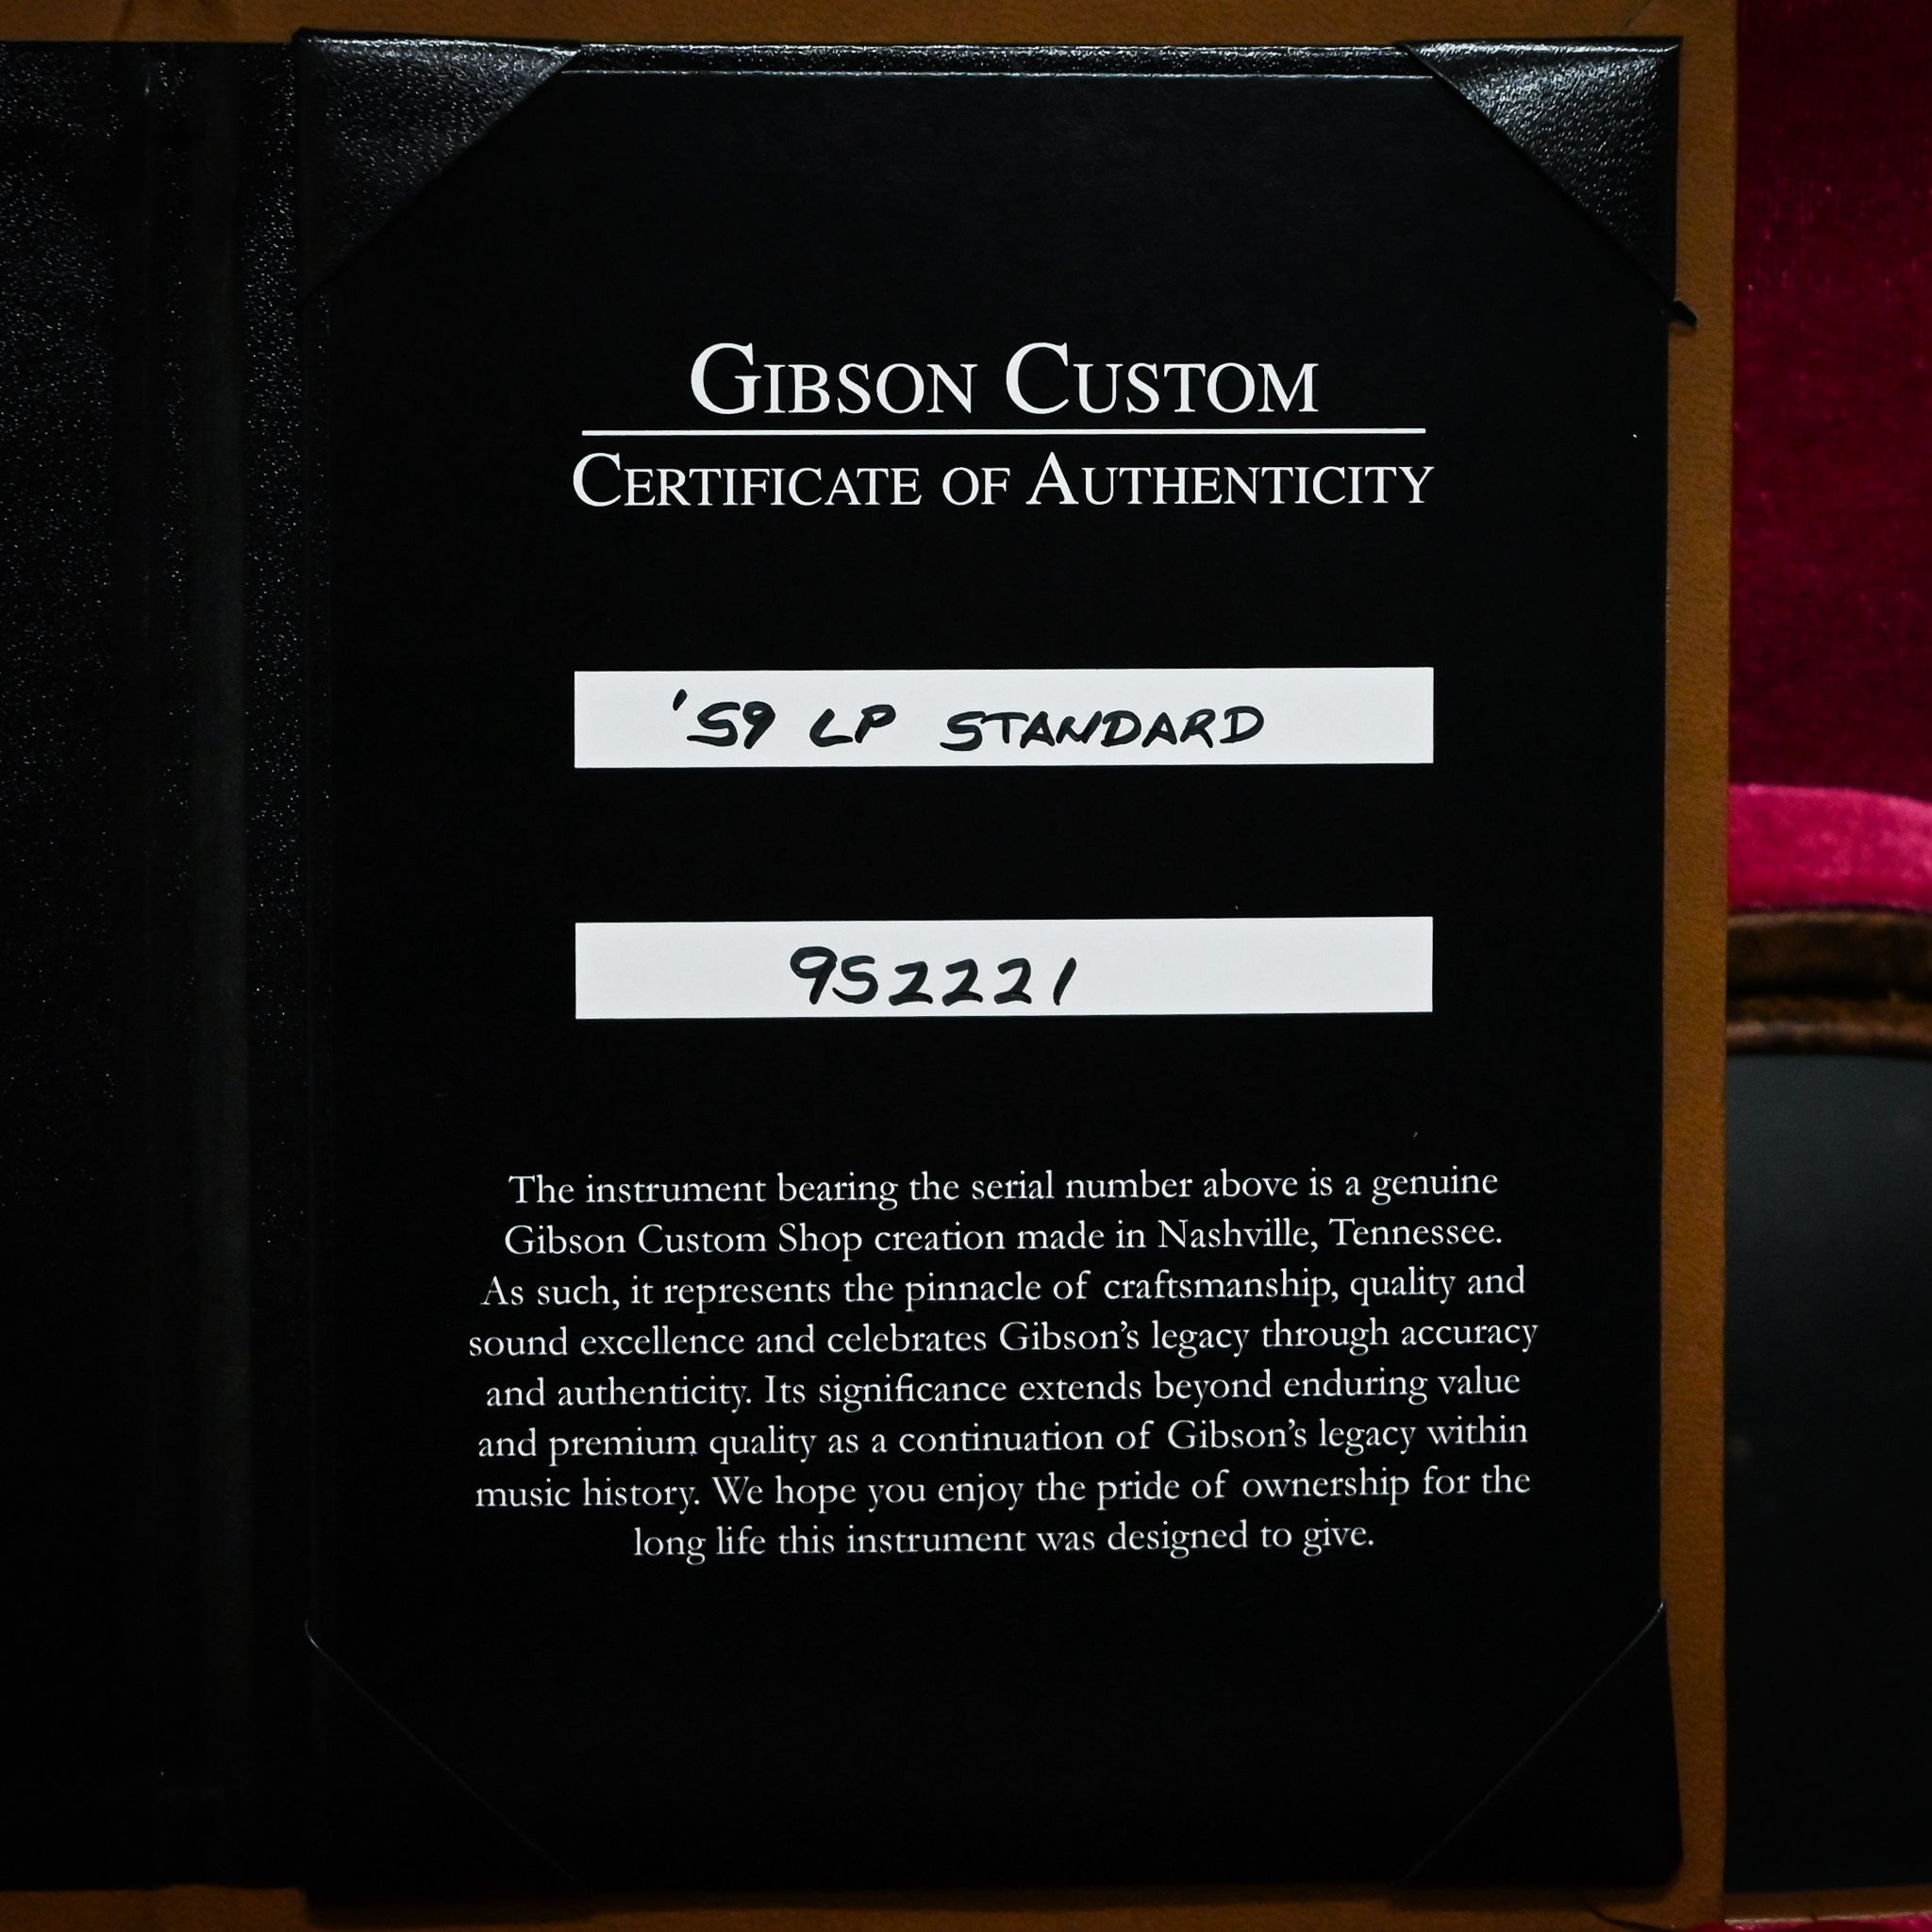 GIBSON CUSTOM
CERTIFICATE OF AUTHENTICITY
'59 LP STANDARD
952221
The instrument bearing the serial number above is a genuine
Gibson Custom Shop creation made in Nashville, Tennessee.
As such, it represents the pinnacle of craftsmanship, quality and
sound excellence and celebrates Gibson’s legacy through accuracy
and authenticity. Its significance extends beyond enduring value
and premium quality as a continuation of Gibson’s legacy within
music history. We hope you enjoy the pride of ownership for the
long life this instrument was designed to give.